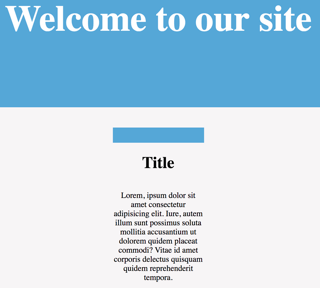 Welcome to our site
Title
Lorem, ipsum dolor sit
amet consectetur
adipisicing elit. Iure, autem
illum sunt possimus soluta
mollitia accusantium ut
dolorem quidem placeat
commodi? Vitae id amet
corporis delectus quisquam
quidem reprehenderit
tempora.